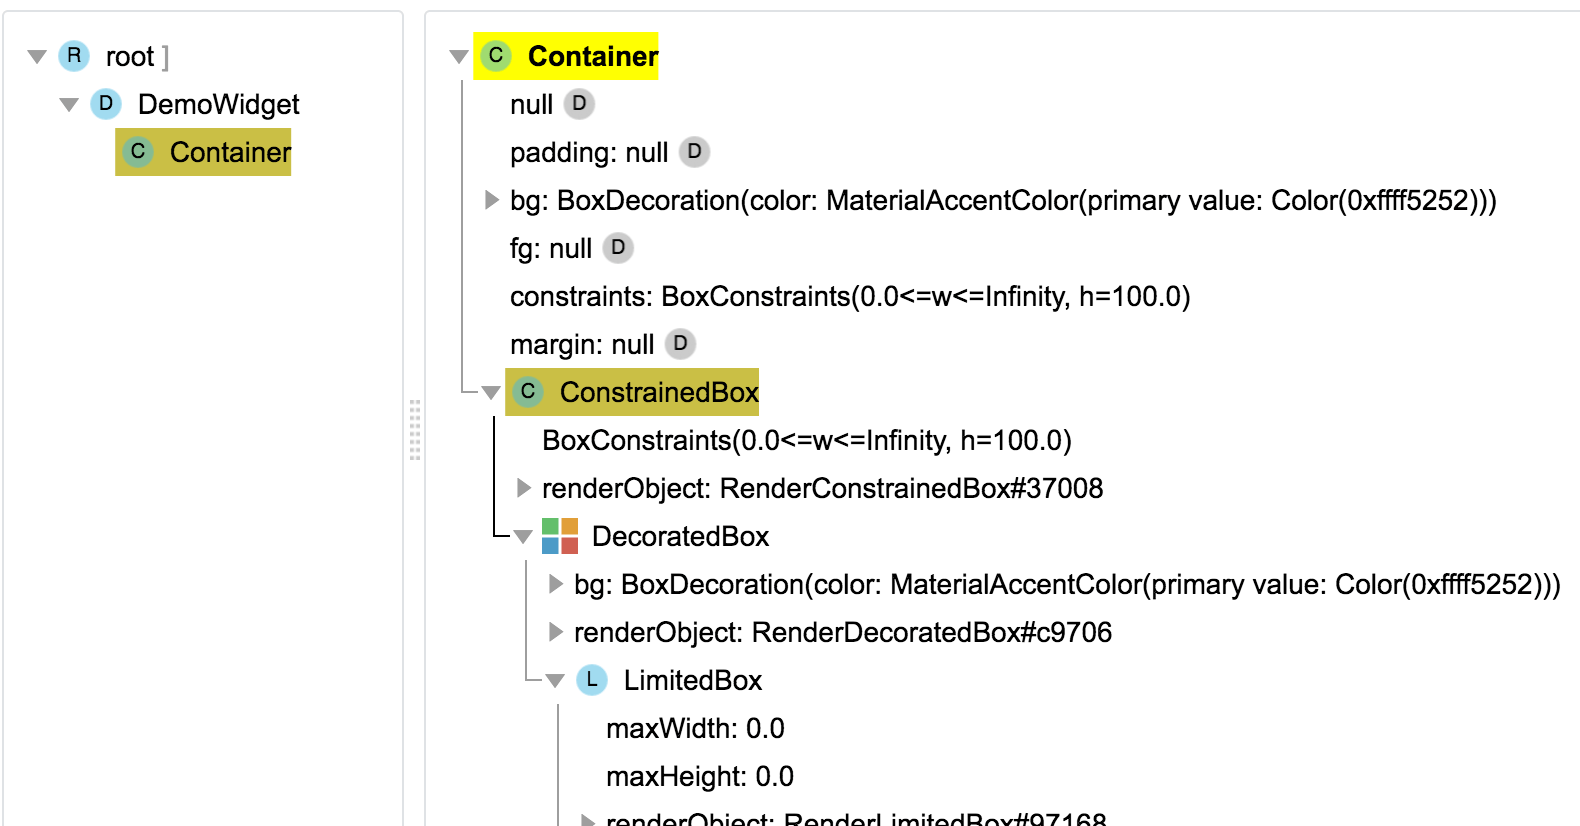 R root ]
D DemoWidget
C Container
C Container
null D
padding: null D
bg: BoxDecoration(color: MaterialAccentColor(primary value: Color(0xffff5252)))
fg: null D
constraints: BoxConstraints(0.0<=w<=Infinity, h=100.0)
margin: null D
C ConstrainedBox
BoxConstraints(0.0<=w<=Infinity, h=100.0)
renderObject: RenderConstrainedBox#37008
DecoratedBox
bg: BoxDecoration(color: MaterialAccentColor(primary value: Color(0xffff5252)))
renderObject: RenderDecoratedBox#c9706
L LimitedBox
maxWidth: 0.0
maxHeight: 0.0
renderObject: RenderLimitedBox#97168